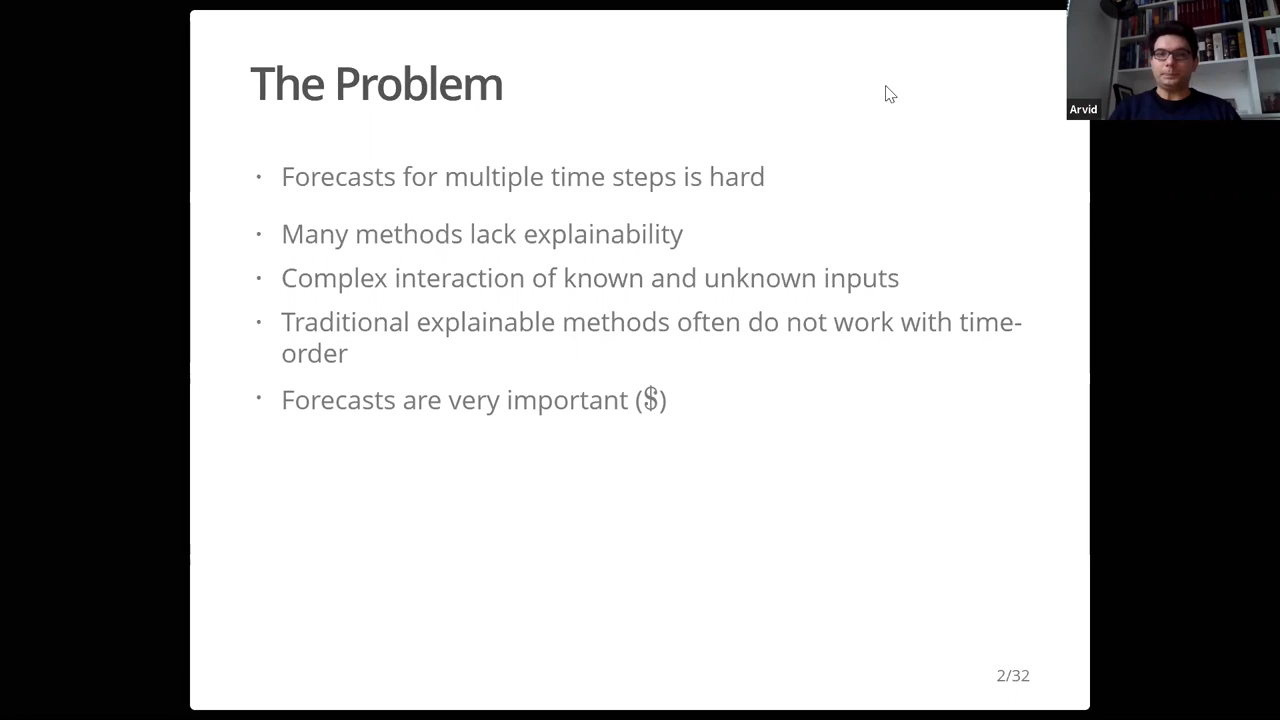 The Problem
Arvid
• Forecasts for multiple time steps is hard
• Many methods lack explainability
• Complex interaction of known and unknown inputs
• Traditional explainable methods often do not work with time-
order
• Forecasts are very important ($)
2/32